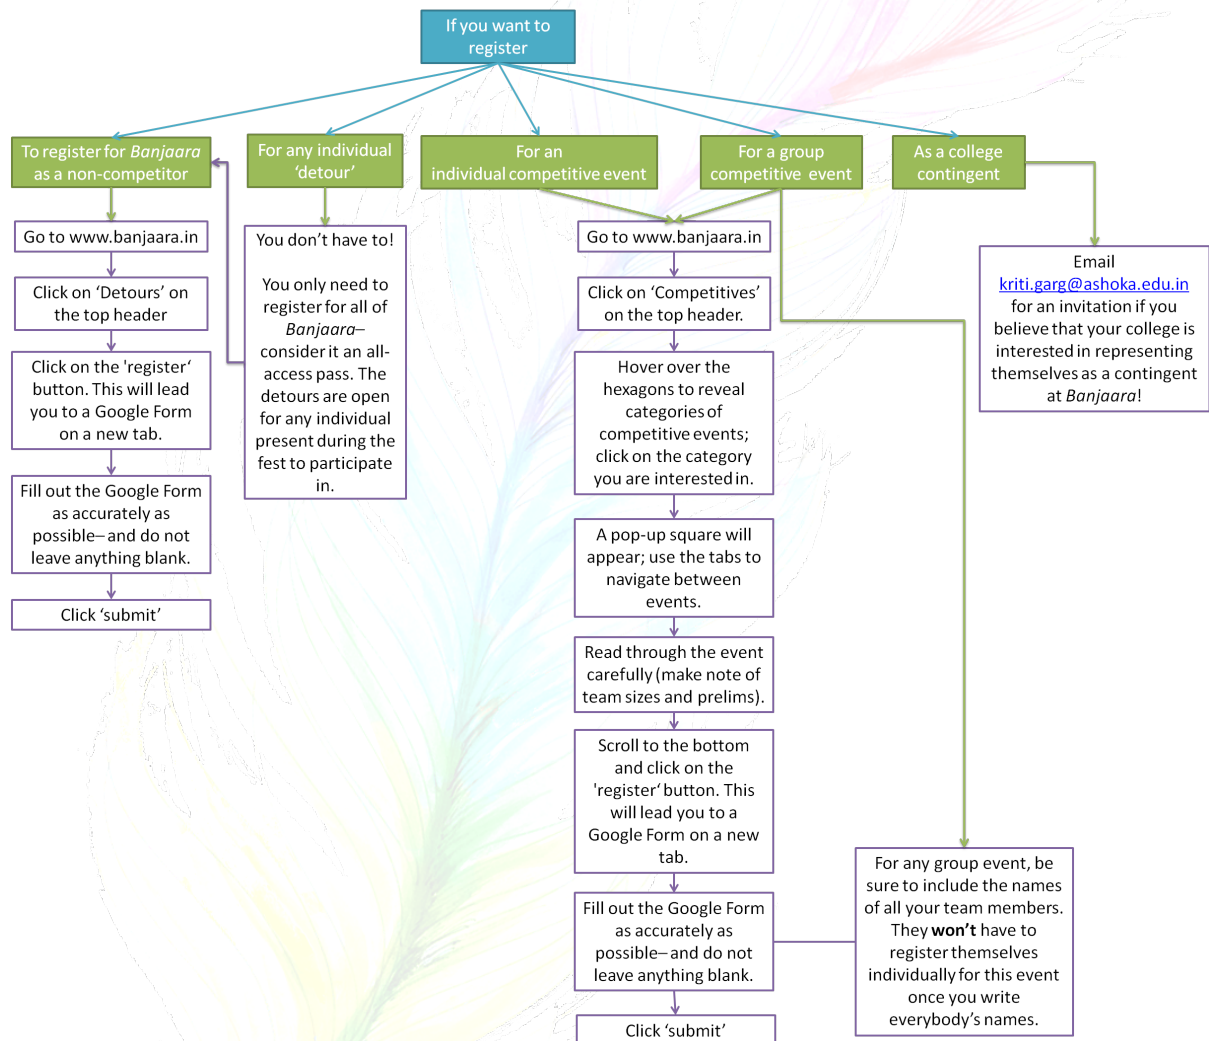 If you want to
register
To register for Banjaara
as a non-competitor
For any individual
‘detour’
For an
individual competitive event
For a group
competitive event
As a college
contingent
Go to www.banjaara.in
Click on ‘Detours’ on
the top header
Click on the 'register‘
button. This will lead
you to a Google Form
on a new tab.
Fill out the Google Form
as accurately as
possible– and do not
leave anything blank.
Click ‘submit’
You don’t have to!
You only need to
register for all of
Banjaara–
consider it an all-
access pass. The
detours are open
for any individual
present during the
fest to participate
in.
Go to www.banjaara.in
Click on ‘Competitives’
on the top header.
Hover over the
hexagons to reveal
categories of
competitive events;
click on the category
you are interested in.
A pop-up square will
appear; use the tabs to
navigate between
events.
Read through the event
carefully (make note of
team sizes and prelims).
Scroll to the bottom
and click on the
'register‘ button. This
will lead you to a
Google Form on a new
tab.
Fill out the Google Form
as accurately as
possible– and do not
leave anything blank.
Click ‘submit’
For any group event, be
sure to include the names
of all your team members.
They won’t have to
register themselves
individually for this event
once you write
everybody’s names.
Email
kriti.garg@ashoka.edu.in
for an invitation if you
believe that your college is
interested in representing
themselves as a contingent
at Banjaara!